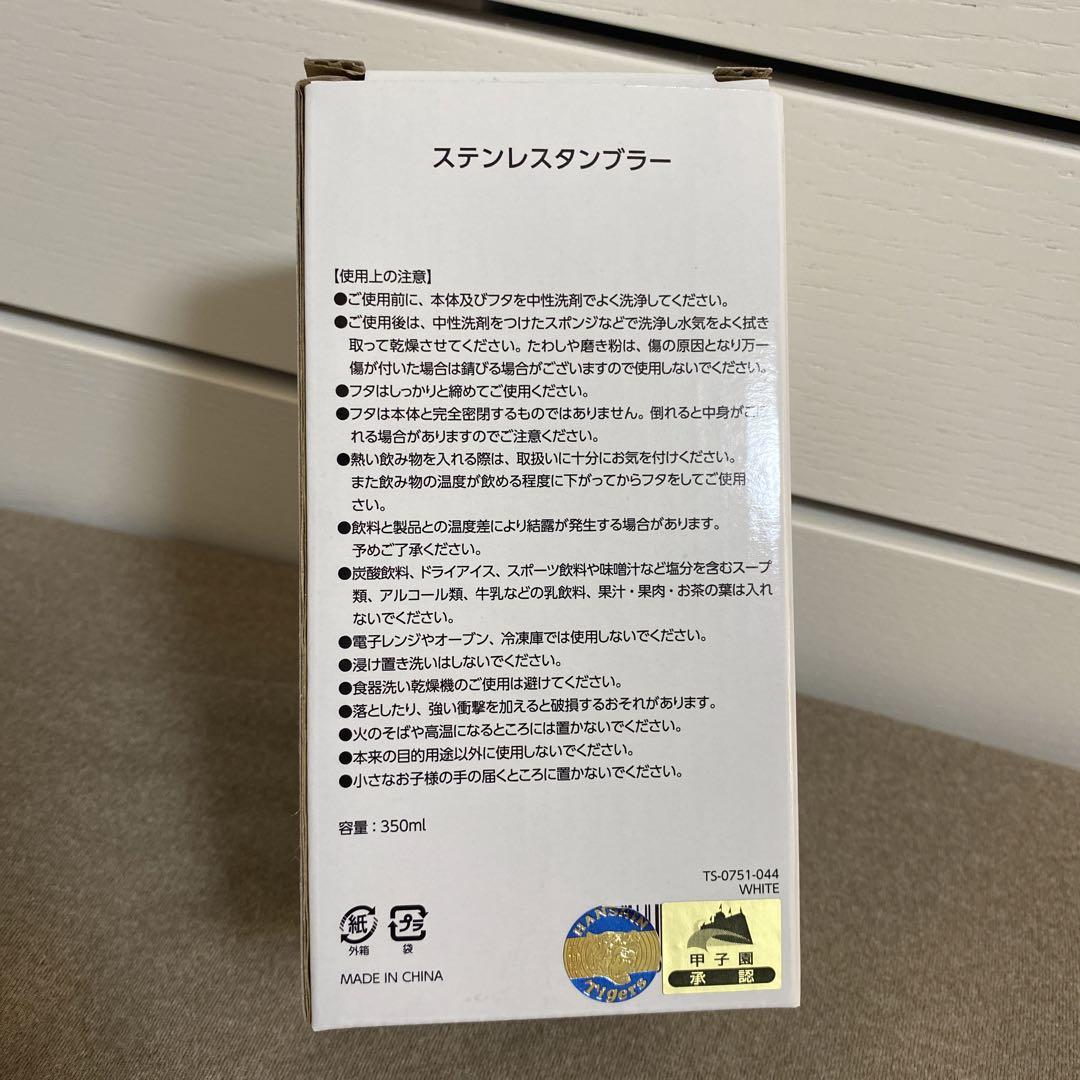 ステンレスタンブラー
【使用上の注意】
●ご使用前に、本体及びフタを中性洗剤でよく洗浄してください。
●ご使用後は、中性洗剤をつけたスポンジなどで洗浄し水気をよく拭き
取って乾燥させてください。たわしや磨き粉は、傷の原因となり万一
傷が付いた場合は錆びる場合がございますので使用しないでください。
●フタはしっかりと締めてご使用ください。
●フタは本体と完全密閉するものではありません。倒れると中身がこ
れる場合がありますのでご注意ください。
●熱い飲み物を入れる際は、取扱いに十分にお気を付けください。
また飲み物の温度が飲める程度に下がってからフタをしてご使用
さい。
●飲料と製品との温度差により結露が発生する場合があります。
予めご了承ください。
●炭酸飲料、ドライアイス、スポーツ飲料や味噌汁など塩分を含むスープ
類、アルコール類、牛乳などの乳飲料、果汁・果肉・お茶の葉は入れ
ないでください。
●電子レンジやオーブン、冷凍庫では使用しないでください。
●浸け置き洗いはしないでください。
●食器洗い乾燥機のご使用は避けてください。
●落としたり、強い衝撃を加えると破損するおそれがあります。
●火のそばや高温になるところには置かないでください。
●本来の目的用途以外に使用しないでください。
●小さなお子様の手の届くところに置かないでください。
容量：350ml
TS-0751-044
WHITE
紙
外箱
プラ
袋
MADE IN CHINA
HANSHIN
Tigers
甲子園
承認